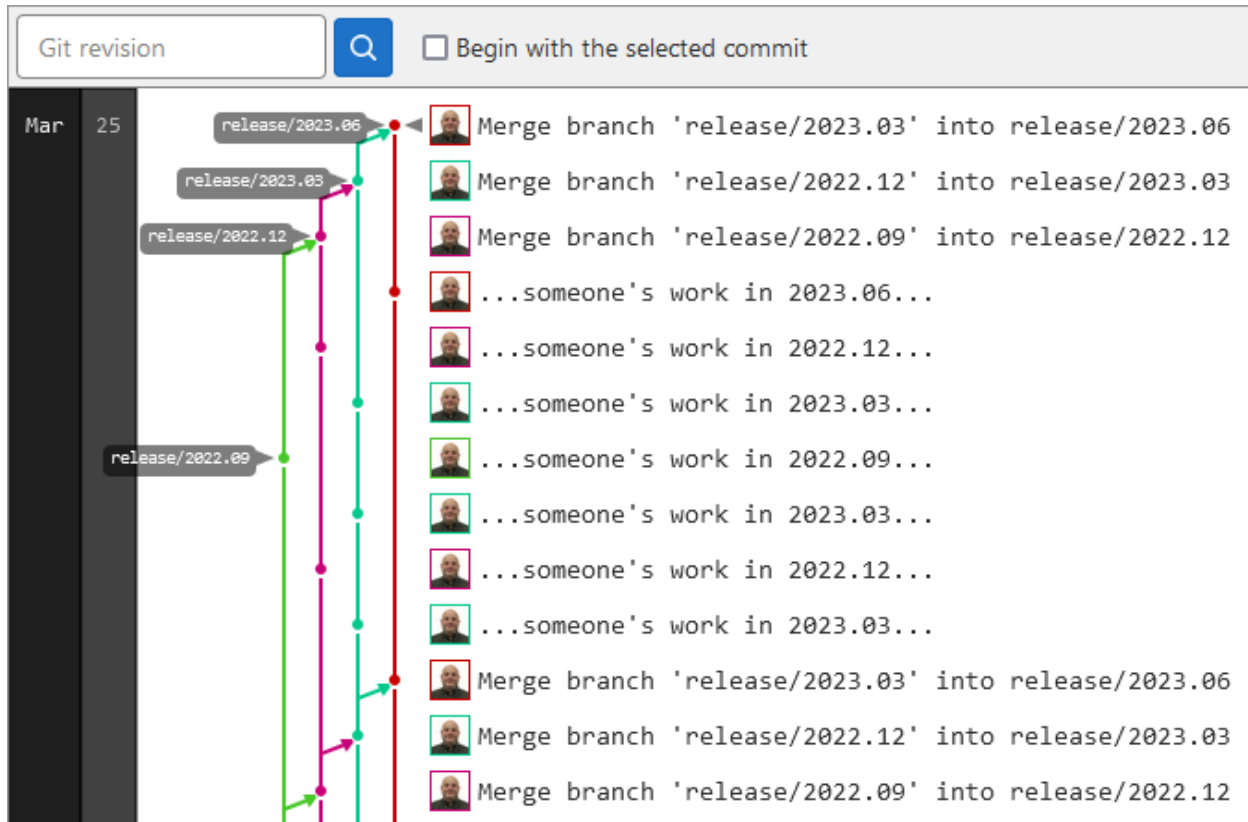 Git revision
Begin with the selected commit
Mar 25 release/2023.06 Merge branch 'release/2023.03' into release/2023.06
release/2023.03 Merge branch 'release/2022.12' into release/2023.03
release/2022.12 Merge branch 'release/2022.09' into release/2022.12
...someone's work in 2023.06...
...someone's work in 2022.12...
...someone's work in 2023.03...
release/2022.09 ...someone's work in 2022.09...
...someone's work in 2023.03...
...someone's work in 2022.12...
...someone's work in 2023.03...
Merge branch 'release/2023.03' into release/2023.06
Merge branch 'release/2022.12' into release/2023.03
Merge branch 'release/2022.09' into release/2022.12